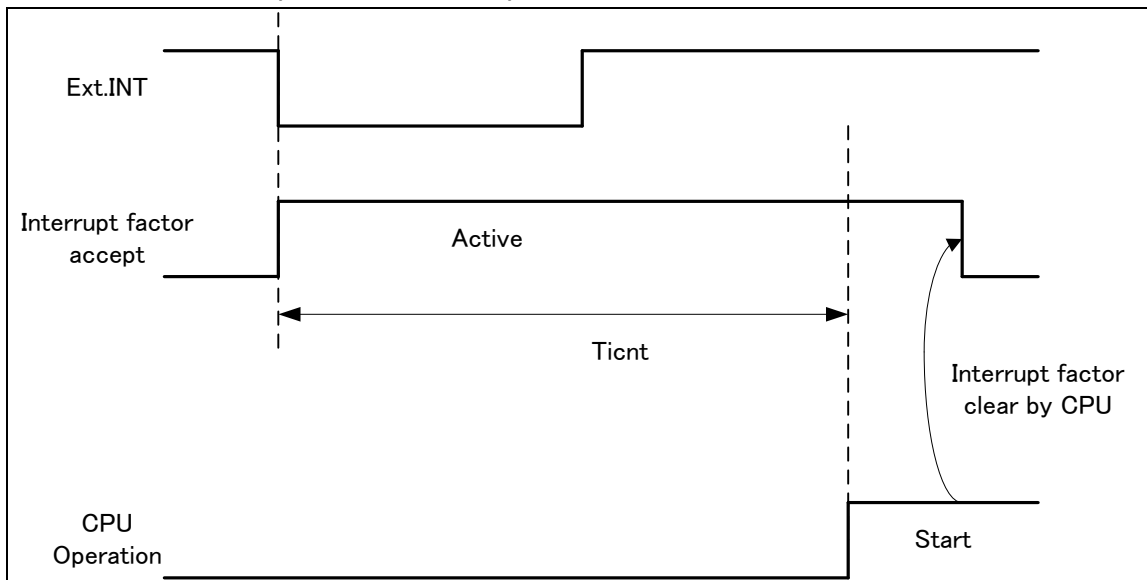 Ext.INT
Interrupt factor
accept
Active
Ticnt
Interrupt factor
clear by CPU
CPU
Operation
Start